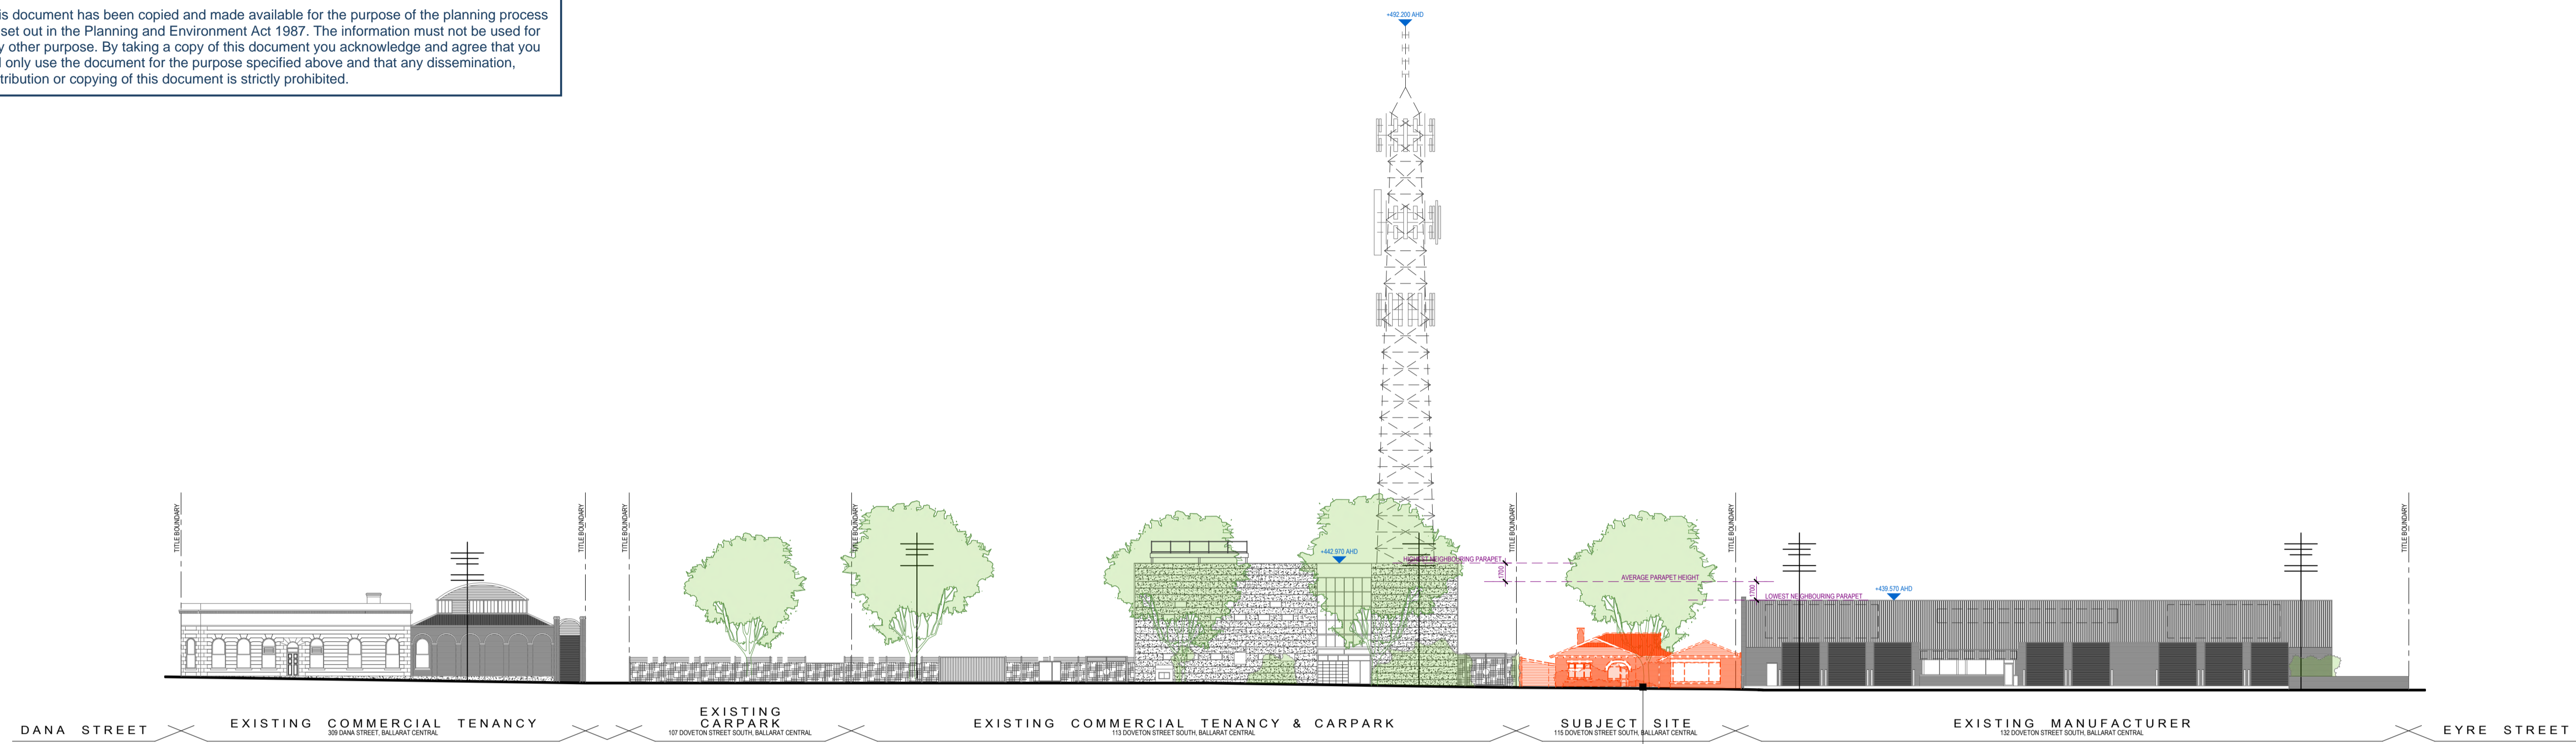 is document has been copied and made available for the purpose of the planning process
set out in the Planning and Environment Act 1987. The information must not be used for
y other purpose. By taking a copy of this document you acknowledge and agree that you
l only use the document for the purpose specified above and that any dissemination,
tribution or copying of this document is strictly prohibited.
+492.200 AHD
TITLE BOUNDARY
TITLE BOUNDARY
TITLE BOUNDARY
TITLE BOUNDARY
+442.970 AHD
HIGHEST NEIGHBOURING PARAPET
1700
TITLE BOUNDARY
AVERAGE PARAPET HEIGHT
TITLE BOUNDARY
1700
LOWEST NEIGHBOURING PARAPET
+439.570 AHD
TITLE BOUNDARY
DANA STREET
EXISTING COMMERCIAL TENANCY
309 DANA STREET, BALLARAT CENTRAL
EXISTING
CARPARK
107 DOVETON STREET SOUTH, BALLARAT CENTRAL
EXISTING COMMERCIAL TENANCY & CARPARK
113 DOVETON STREET SOUTH, BALLARAT CENTRAL
SUBJECT SITE
115 DOVETON STREET SOUTH, BALLARAT CENTRAL
EXISTING MANUFACTURER
132 DOVETON STREET SOUTH, BALLARAT CENTRAL
EYRE STREET